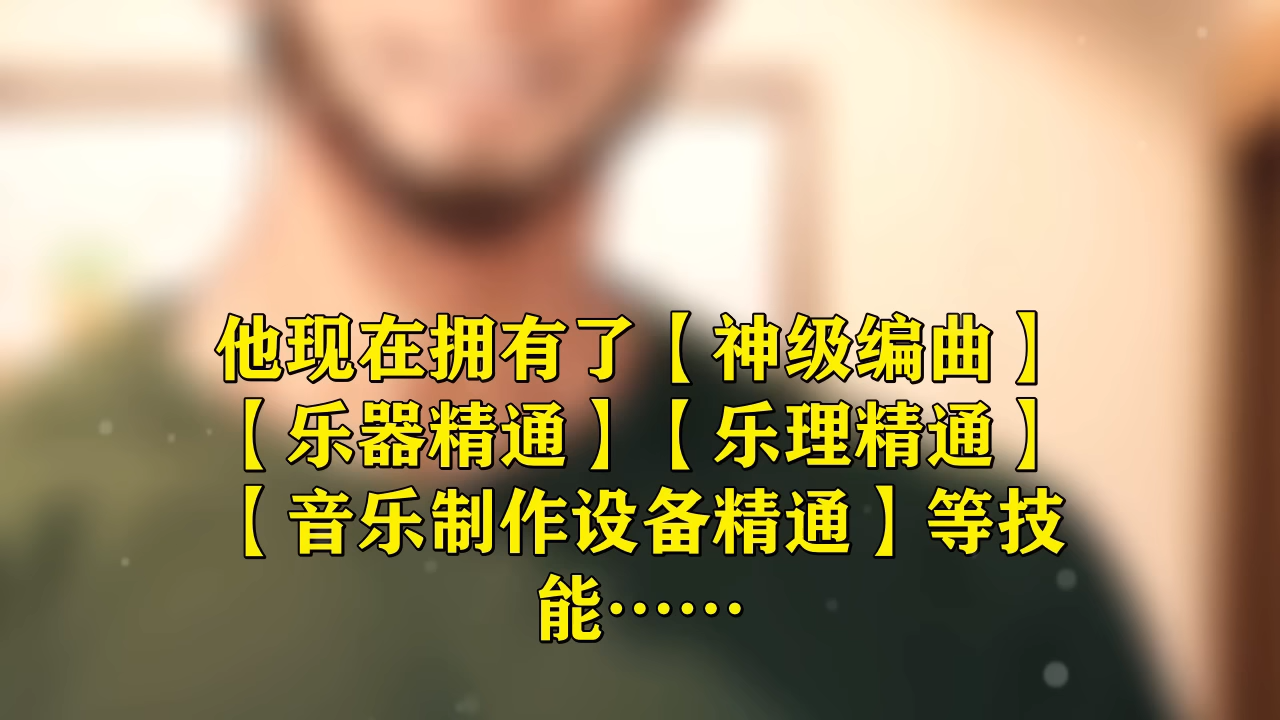 他现在拥有了【神级编曲】
【乐器精通】【乐理精通】
【音乐制作设备精通】等技
能……